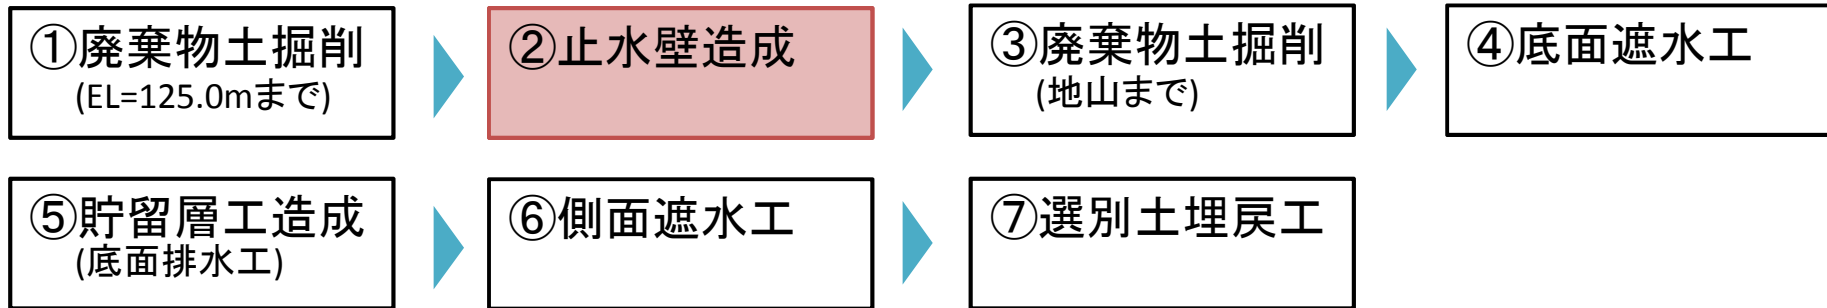 ①廃棄物土掘削
(EL=125.0mまで)
②止水壁造成
③廃棄物土掘削
(地山まで)
④底面遮水工
⑤貯留層工造成
(底面排水工)
⑥側面遮水工
⑦選別土埋戻工